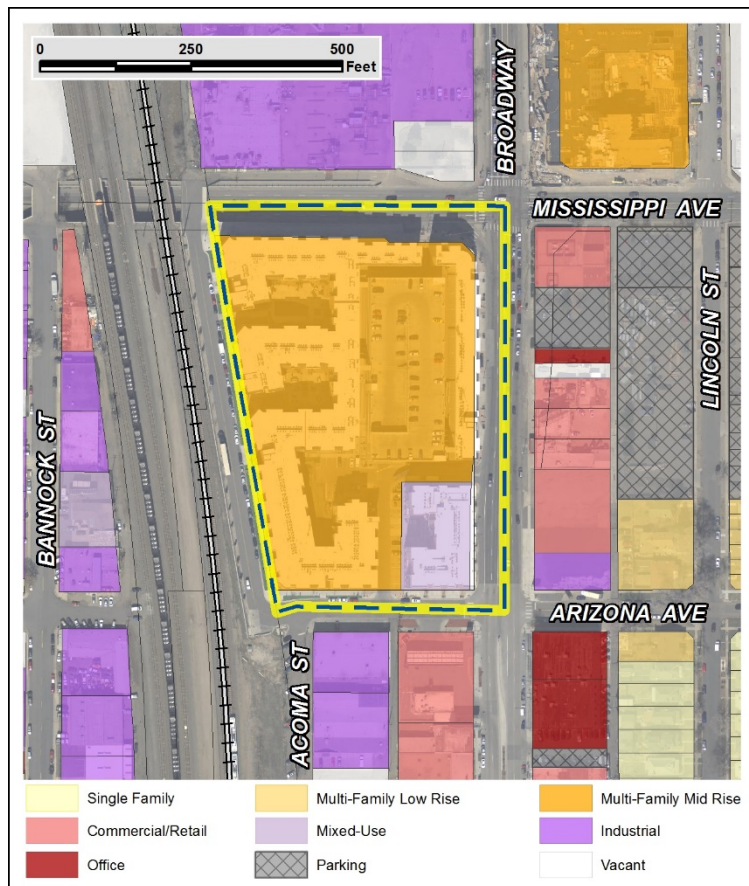 0 250 500
Feet
BROADWAY
MISSISSIPPI AVE
LINCOLN ST
BANNOCK ST
ARIZONA AVE
ACOMA ST
Single Family
Multi-Family Low Rise
Multi-Family Mid Rise
Commercial/Retail
Mixed-Use
Industrial
Office
Parking
Vacant